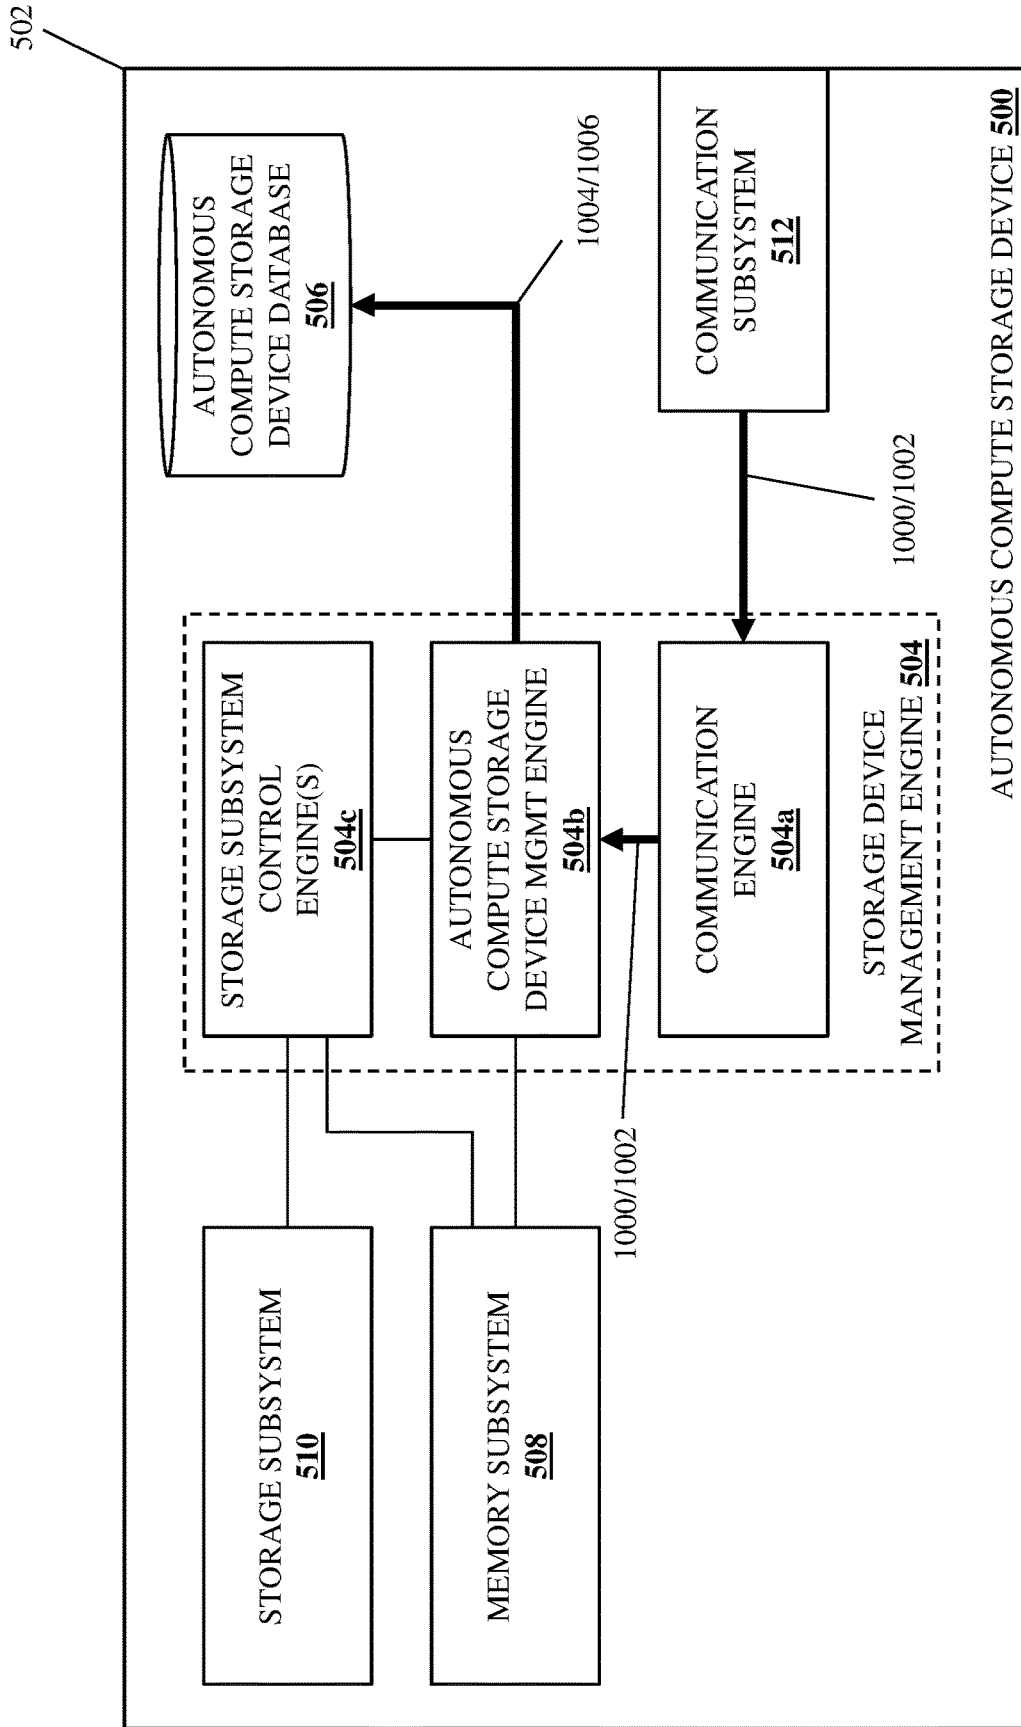 502
STORAGE SUBSYSTEM
510
STORAGE SUBSYSTEM
CONTROL
ENGINE(S)
504c
AUTONOMOUS
COMPUTE STORAGE
DEVICE DATABASE
506
MEMORY SUBSYSTEM
508
AUTONOMOUS
COMPUTE STORAGE
DEVICE MGMT ENGINE
504b
1004/1006
1000/1002
COMMUNICATION
ENGINE
504a
COMMUNICATION
SUBSYSTEM
512
1000/1002
STORAGE DEVICE
MANAGEMENT ENGINE 504
AUTONOMOUS COMPUTE STORAGE DEVICE 500